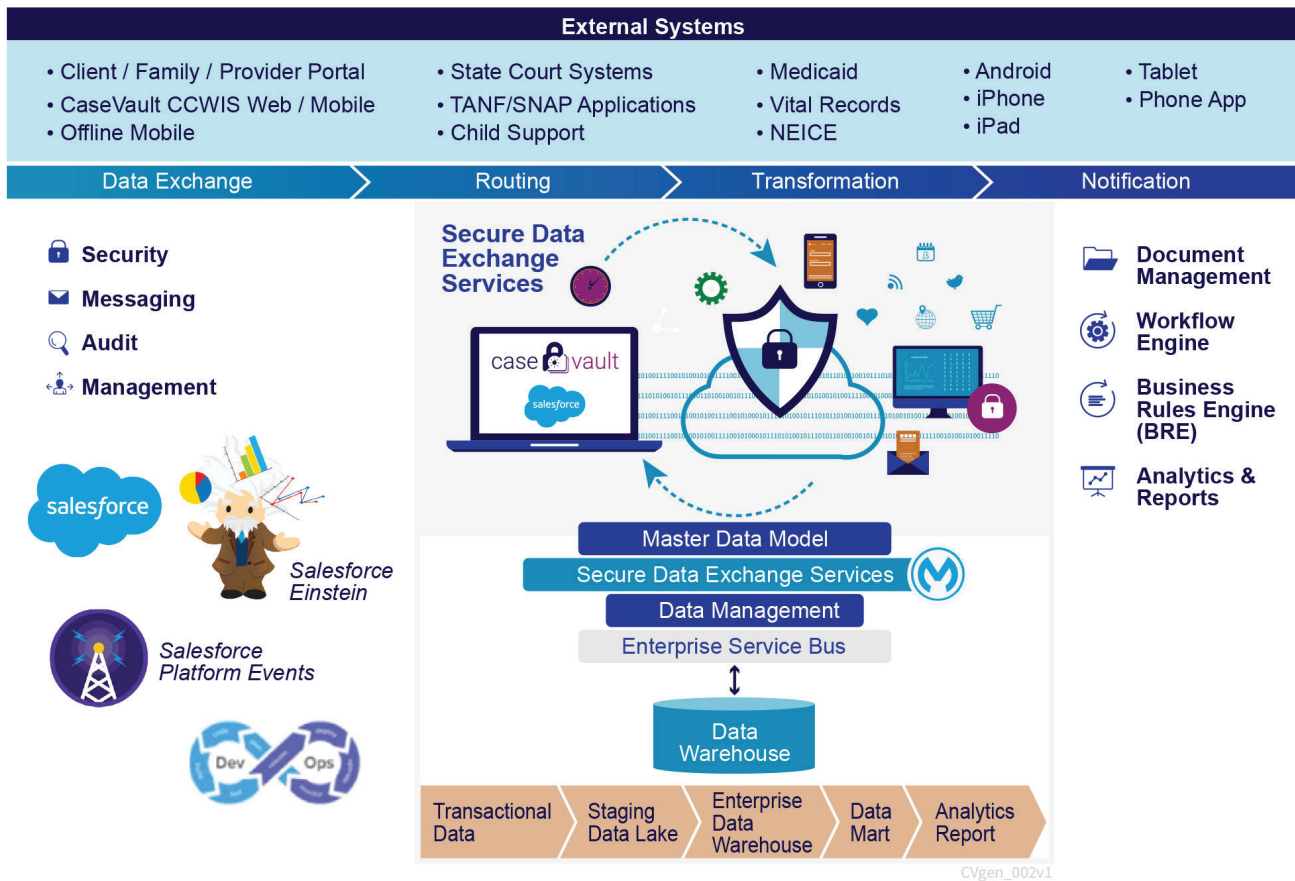 External Systems
• Client / Family / Provider Portal
• CaseVault CCWIS Web / Mobile
• Offline Mobile
• State Court Systems
• TANF/SNAP Applications
• Child Support
• Medicaid
• Vital Records
• NEICE
• Android
• iPhone
• iPad
• Tablet
• Phone App
Data Exchange
Routing
Transformation
Notification
Security
Messaging
Audit
Management
salesforce
Salesforce
Einstein
Salesforce
Platform Events
Dev
Ops
Secure Data
Exchange
Services
case vault
salesforce
15
Master Data Model
Secure Data Exchange Services
Data Management
Enterprise Service Bus
Data
Warehouse
Transactional
Data
Staging
Data Lake
Enterprise
Data
Warehouse
Data
Mart
Analytics
Report
Document
Management
Workflow
Engine
Business
Rules Engine
(BRE)
Analytics &
Reports
CVgen_002v1